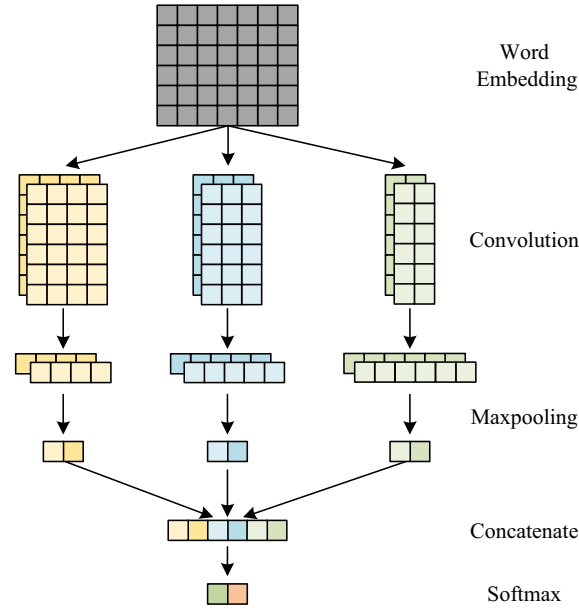 Word
Embedding
Convolution
Maxpooling
Concatenate
Softmax